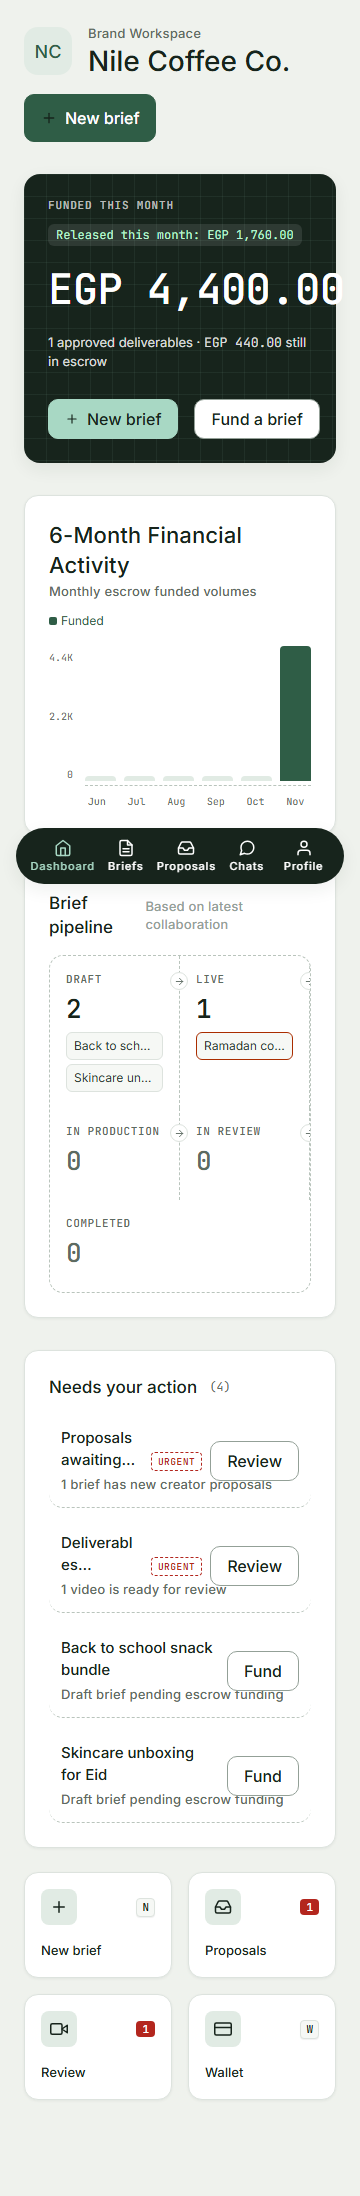 NC
Brand Workspace
Nile Coffee Co.
+ New brief
FUNDED THIS MONTH
Released this month: EGP 1,760.00
EGP 4,400.00
1 approved deliverables · EGP 440.00 still
in escrow
+ New brief
Fund a brief
6-Month Financial
Activity
Monthly escrow funded volumes
Funded
4.4K
2.2K
0
Jun Jul Aug Sep Oct Nov
Dashboard Briefs Proposals Chats Profile
Brief
pipeline
Based on latest
collaboration
DRAFT
2
Back to sch...
Skincare un...
LIVE
1
Ramadan co...
IN PRODUCTION
0
IN REVIEW
0
COMPLETED
0
Needs your action (4)
Proposals
awaiting...
URGENT
Review
1 brief has new creator proposals
Deliverabl
es...
URGENT
Review
1 video is ready for review
Back to school snack
bundle
Fund
Draft brief pending escrow funding
Skincare unboxing
for Eid
Fund
Draft brief pending escrow funding
N
New brief
1
Proposals
1
Review
W
Wallet